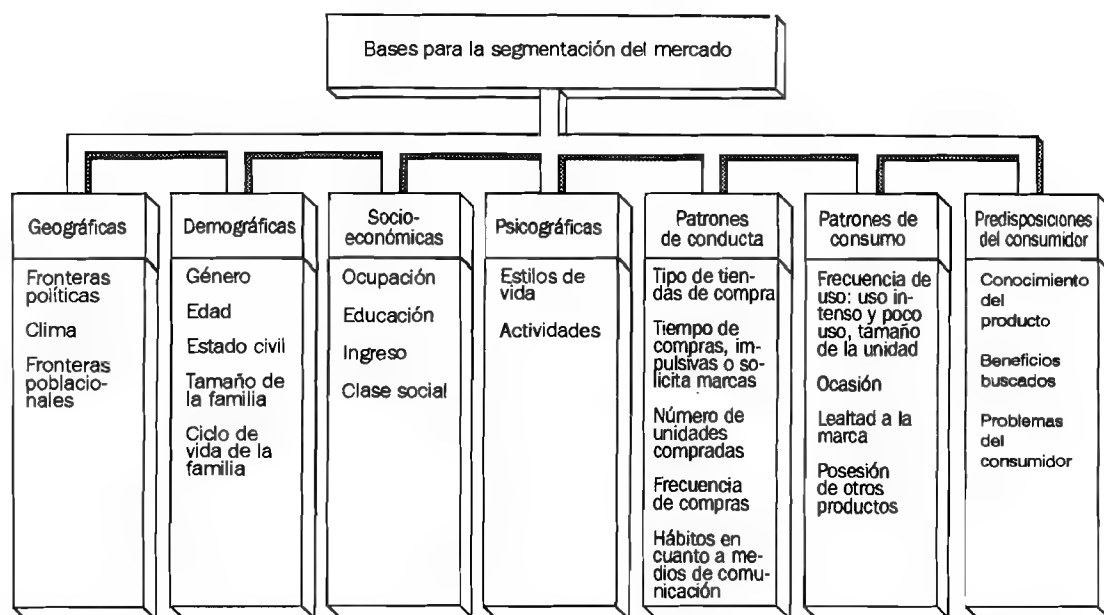 Bases para la segmentación del mercado
Geográficas
Fronteras
políticas
Clima
Fronteras
poblacio-
nales
Demográficas
Género
Edad
Estado civil
Tamaño de
la familia
Ciclo de
vida de la
familia
Socio-
económicas
Ocupación
Educación
Ingreso
Clase social
Psicográficas
Estilos de
vida
Actividades
Patrones
de conducta
Tipo de tien-
das de compra
Tiempo de
compras, im-
pulsivas o so-
licita marcas
Número de
unidades
compradas
Frecuencia
de compras
Hábitos en
cuanto a me-
dios de comu-
nicación
Patrones de
consumo
Frecuencia de
uso: uso in-
tenso y poco
uso, tamaño
de la unidad
Ocasión
Lealtad a la
marca
Posesión
de otros
productos
Predisposiciones
del consumidor
Conocimiento
del
producto
Beneficios
buscados
Problemas
del
consumidor